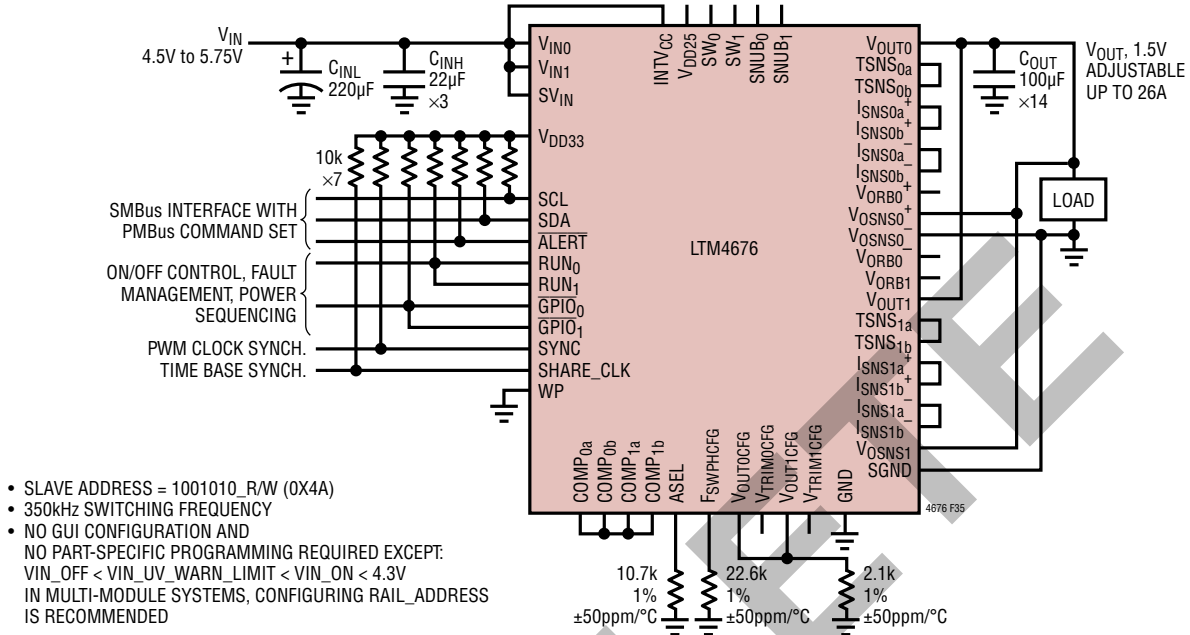 VIN
4.5V to 5.75V
+
CINL
220µF
CINH
22µF
×3
10k
×7
SMBus INTERFACE WITH
PMBus COMMAND SET
ON/OFF CONTROL, FAULT
MANAGEMENT, POWER
SEQUENCING
PWM CLOCK SYNCH.
TIME BASE SYNCH.
VIN0
VIN1
SVIN
VDD33
SCL
SDA
ALERT
RUN0
RUN1
GPIO0
GPIO1
SYNC
SHARE_CLK
WP
INTVCC
VDD25
SW0
SW1
SNUB0
SNUB1
LTM4676
VOUT0
TSNS0a
TSNS0b
ISNS0a+
ISNS0b+
ISNS0a–
ISNS0b–
VORB0+
VOSNS0+
VOSNS0–
VORB0–
VORB1
VOUT1
TSNS1a
TSNS1b
ISNS1a+
ISNS1b+
ISNS1a–
ISNS1b–
VOSNS1
SGND
COUT
100µF
×14
VOUT, 1.5V
ADJUSTABLE
UP TO 26A
LOAD
COMP0a
COMP0b
COMP1a
COMP1b
ASEL
FSWPHCFG
VOUT0CFG
VTRIM0CFG
VOUT1CFG
VTRIM1CFG
GND
4676 F35
10.7k
1%
±50ppm/°C
22.6k
1%
±50ppm/°C
2.1k
1%
±50ppm/°C
• SLAVE ADDRESS = 1001010_R/W (0X4A)
• 350kHz SWITCHING FREQUENCY
• NO GUI CONFIGURATION AND
NO PART-SPECIFIC PROGRAMMING REQUIRED EXCEPT:
VIN_OFF < VIN_UV_WARN_LIMIT < VIN_ON < 4.3V
IN MULTI-MODULE SYSTEMS, CONFIGURING RAIL_ADDRESS
IS RECOMMENDED
ETE